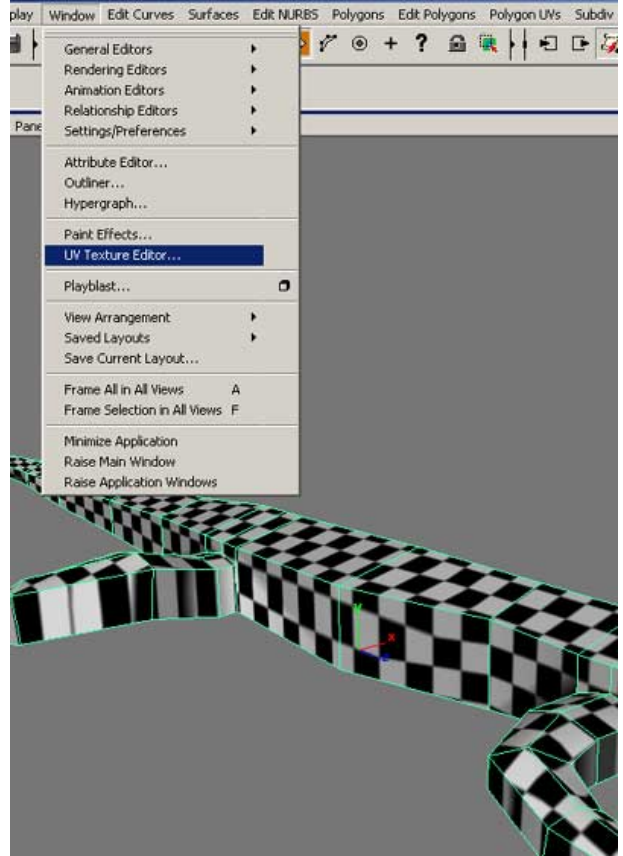 play Window Edit Curves Surfaces Edit NURBS Polygons Edit Polygons Polygon UVs Subdiv
?
Pane
General Editors
Rendering Editors
Animation Editors
Relationship Editors
Settings/Preferences
Attribute Editor...
Outliner...
Hypergraph...
Paint Effects...
UV Texture Editor...
Playblast...
View Arrangement
Saved Layouts
Save Current Layout...
Frame All in All Views A
Frame Selection in All Views F
Minimize Application
Raise Main Window
Raise Application Windows
y
x
z